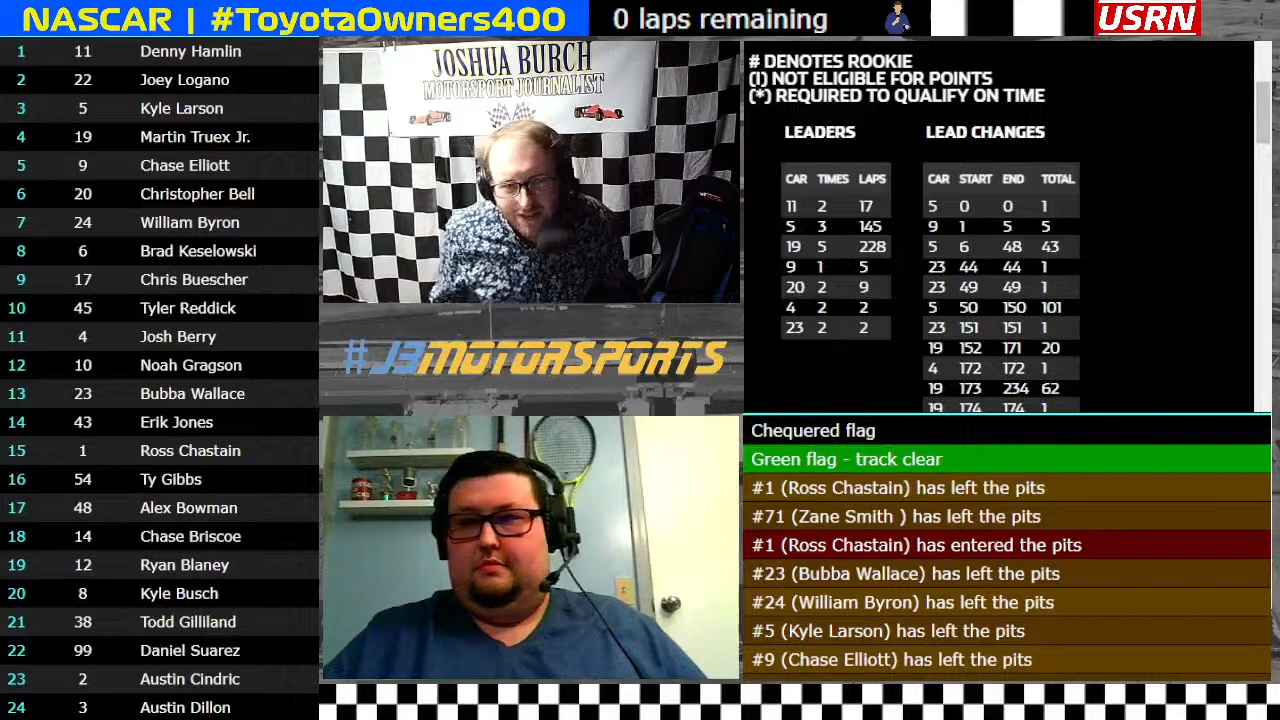 NASCAR | #ToyotaOwners400
0 laps remaining
USRN
1 11 Denny Hamlin
2 22 Joey Logano
3 5 Kyle Larson
4 19 Martin Truex Jr.
5 9 Chase Elliott
6 20 Christopher Bell
7 24 William Byron
8 6 Brad Keselowski
9 17 Chris Buescher
10 45 Tyler Reddick
11 4 Josh Berry
12 10 Noah Gragson
13 23 Bubba Wallace
14 43 Erik Jones
15 1 Ross Chastain
16 54 Ty Gibbs
17 48 Alex Bowman
18 14 Chase Briscoe
19 12 Ryan Blaney
20 8 Kyle Busch
21 38 Todd Gilliland
22 99 Daniel Suarez
23 2 Austin Cindric
24 3 Austin Dillon
JOSHUA BURCH
MOTORSPORT JOURNALIST
#JBMOTORSPORTS
# DENOTES ROOKIE
(I) NOT ELIGIBLE FOR POINTS
(*) REQUIRED TO QUALIFY ON TIME
LEADERS
CAR TIMES LAPS
11 2 17
5 3 145
19 5 228
9 1 5
20 2 9
4 2 2
23 2 2
LEAD CHANGES
CAR START END TOTAL
5 0 0 1
9 1 5 5
5 6 48 43
23 44 44 1
23 49 49 1
5 50 150 101
23 151 151 1
19 152 171 20
4 172 172 1
19 173 234 62
19 174 174 1
Chequered flag
Green flag - track clear
#1 (Ross Chastain) has left the pits
#71 (Zane Smith ) has left the pits
#1 (Ross Chastain) has entered the pits
#23 (Bubba Wallace) has left the pits
#24 (William Byron) has left the pits
#5 (Kyle Larson) has left the pits
#9 (Chase Elliott) has left the pits